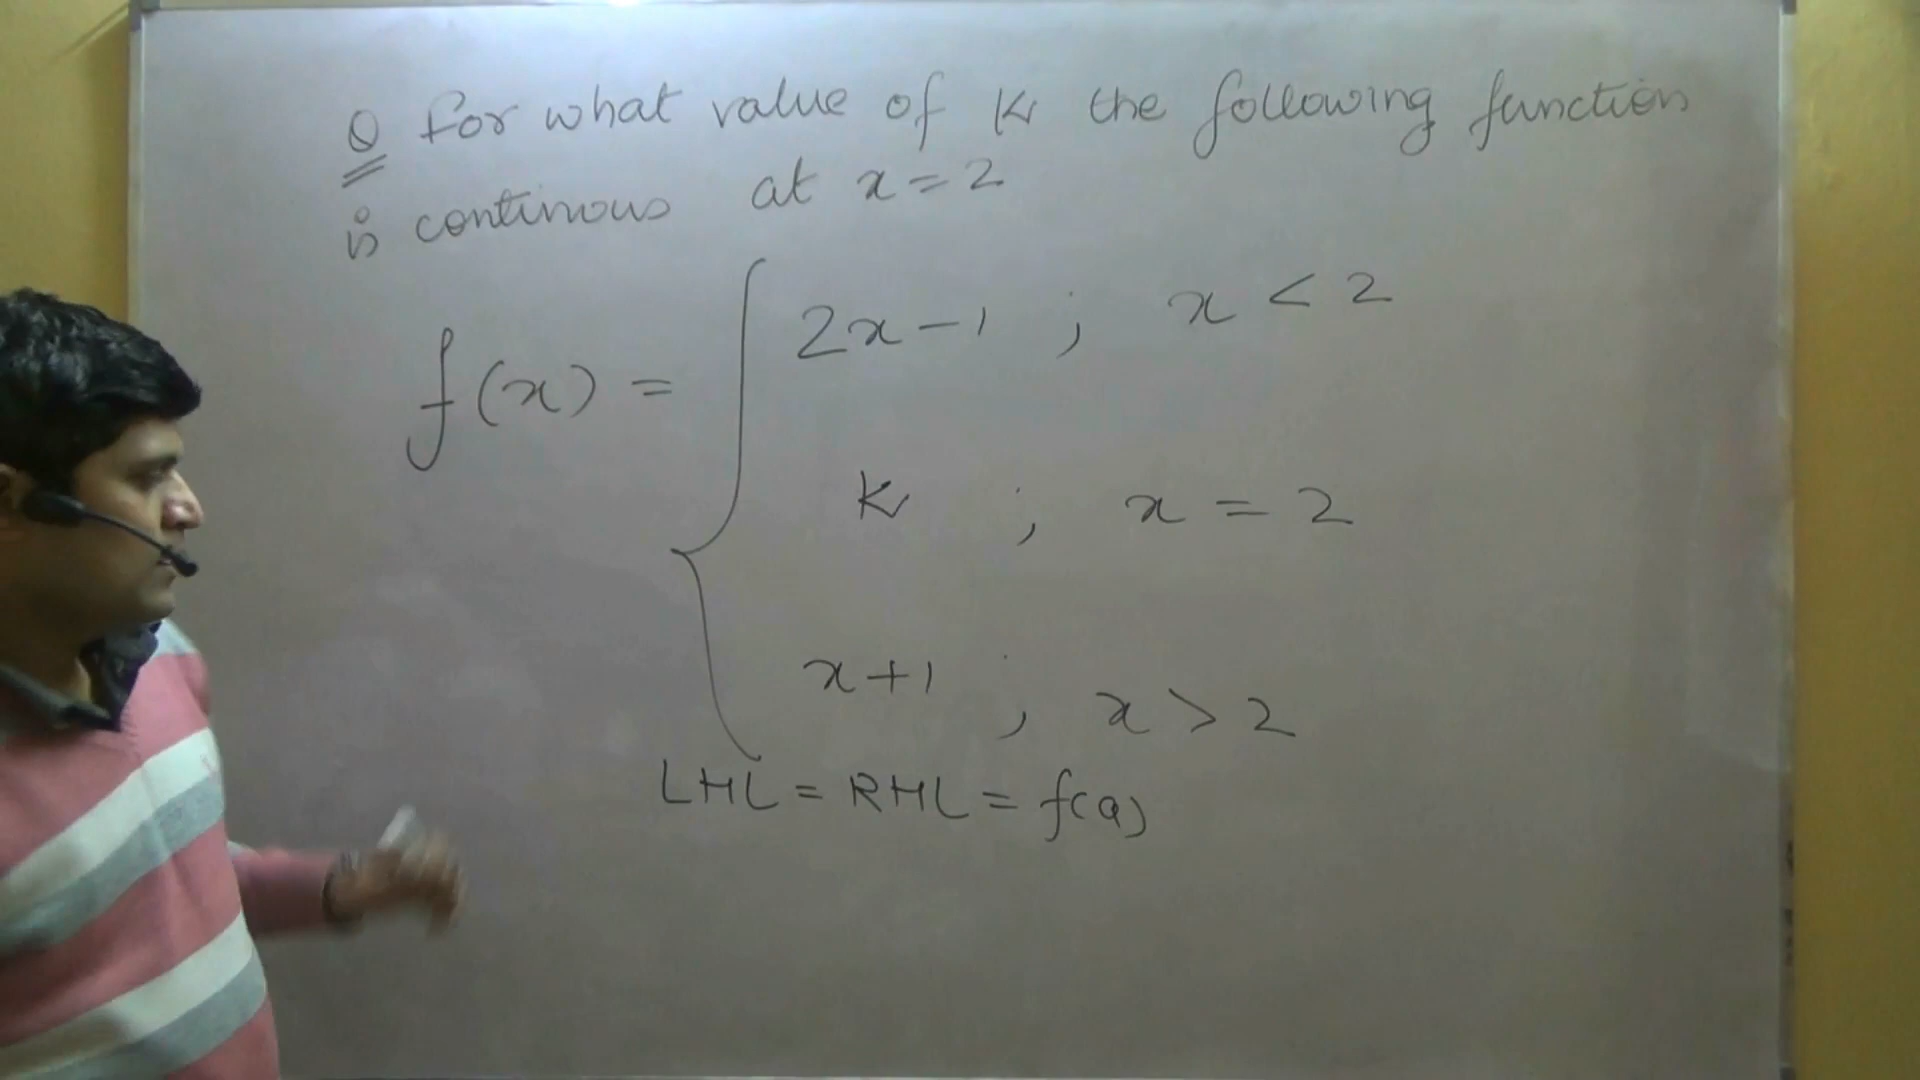 Q for what value of K the following function
is continous at x=2
f(x) = { 2x-1 ; x < 2
K ; x = 2
x+1 ; x > 2
LHL = RHL = f(a)